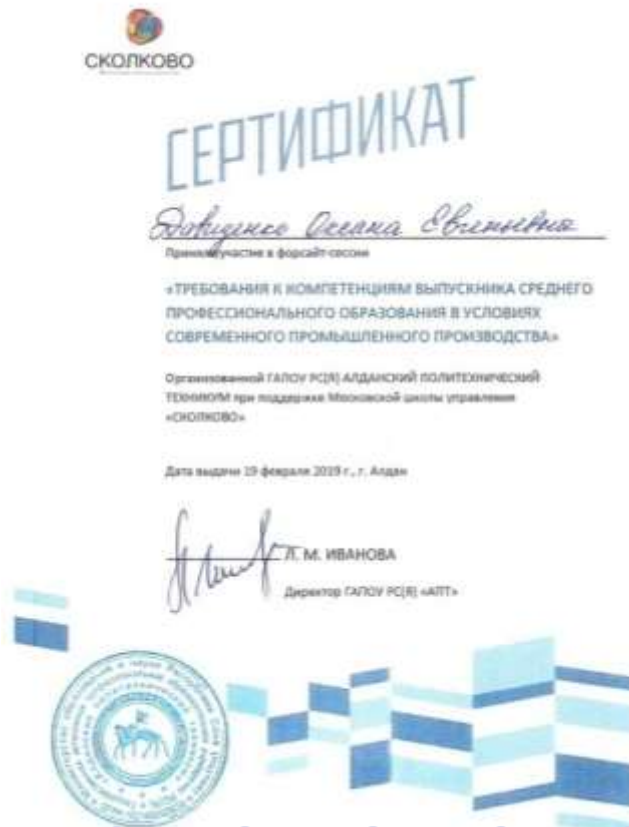 СКОЛКОВО
СЕРТИФИКАТ
Давиденко Оксана Евгеньевна
участие в форсайт-сессии
«ТРЕБОВАНИЯ К КОМПЕТЕНЦИЯМ ВЫПУСКНИКА СРЕДНЕГО
ПРОФЕССИОНАЛЬНОГО ОБРАЗОВАНИЯ В УСЛОВИЯХ
СОВРЕМЕННОГО ПРОМЫШЛЕННОГО ПРОИЗВОДСТВА»
Организованной ГАПОУ РС(Я) АЛДАНСКИЙ ПОЛИТЕХНИЧЕСКИЙ
ТЕХНИКУМ при поддержке Московской школы управления
«СКОЛКОВО»
Дата выдачи 19 февраля 2019 г., г. Алдан
Л. М. ИВАНОВА
Директор ГАПОУ РС(Я) «АПТ»